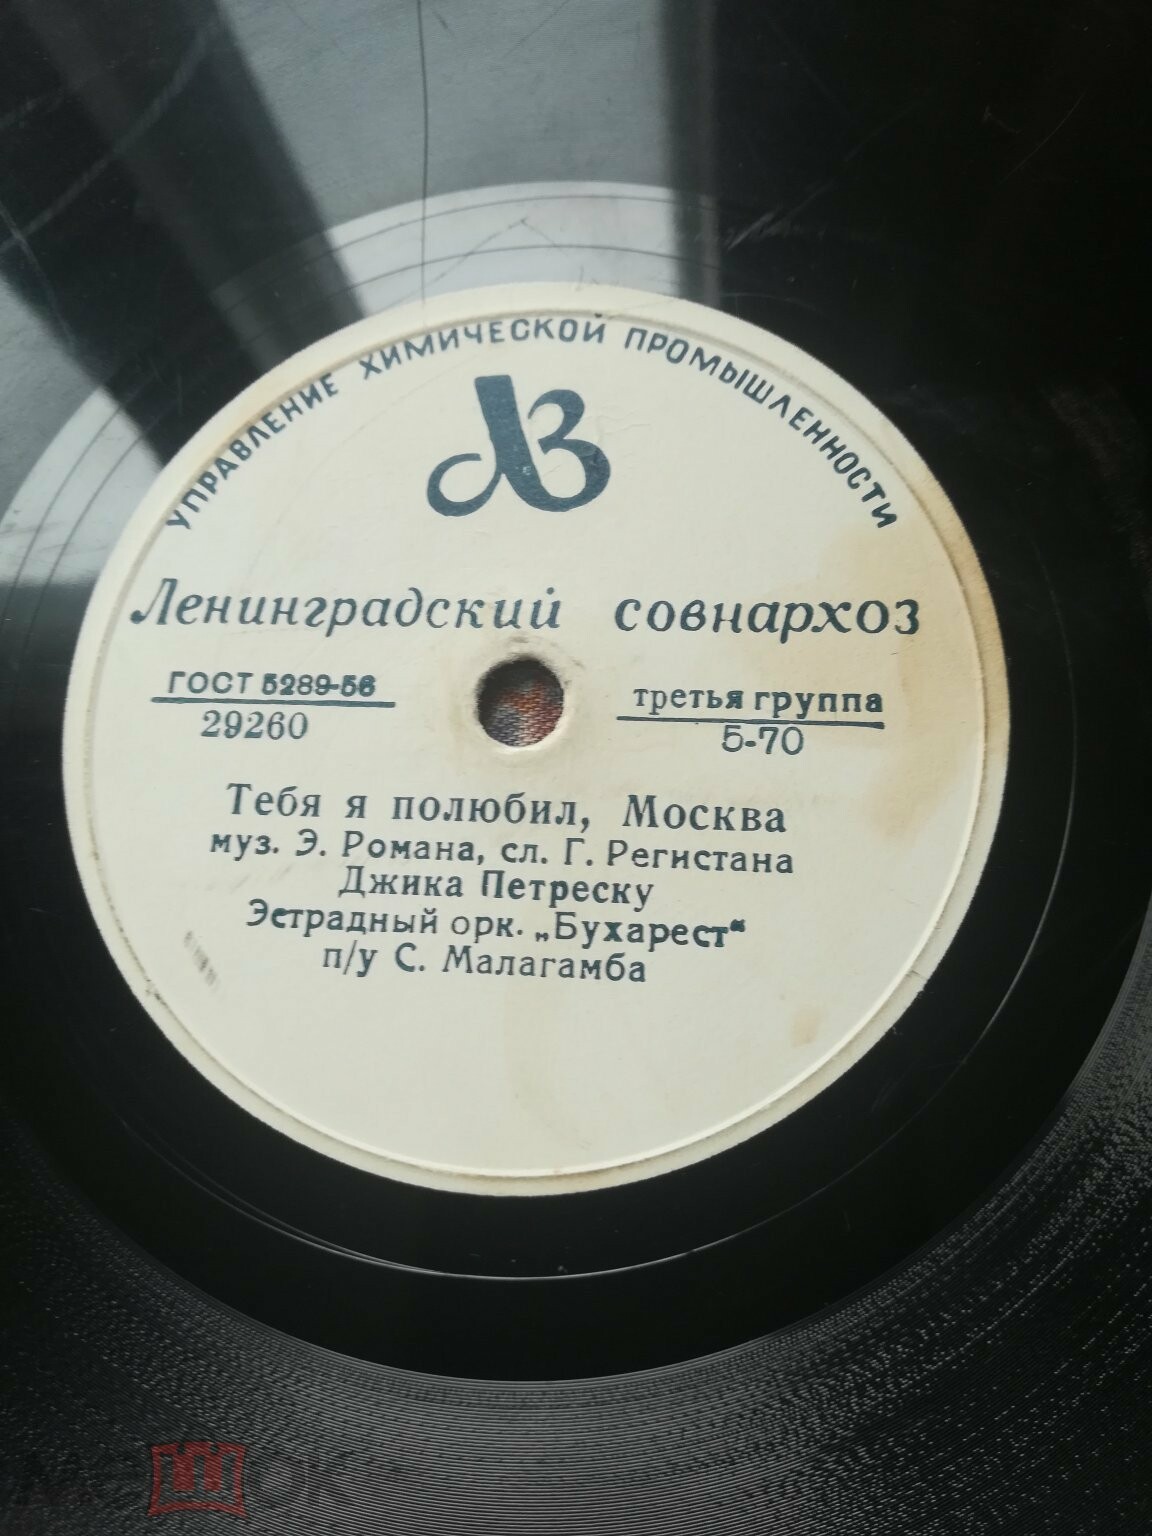 УПРАВЛЕНИЕ ХИМИЧЕСКОЙ ПРОМЫШЛЕННОСТИ
ЛЗ
Ленинградский совнархоз
ГОСТ 5289-56
29260
третья группа
5-70
Тебя я полюбил, Москва
муз. Э. Романа, сл. Г. Регистана
Джика Петреску
Эстрадный орк. „Бухарест“
п/у С. Малагамба